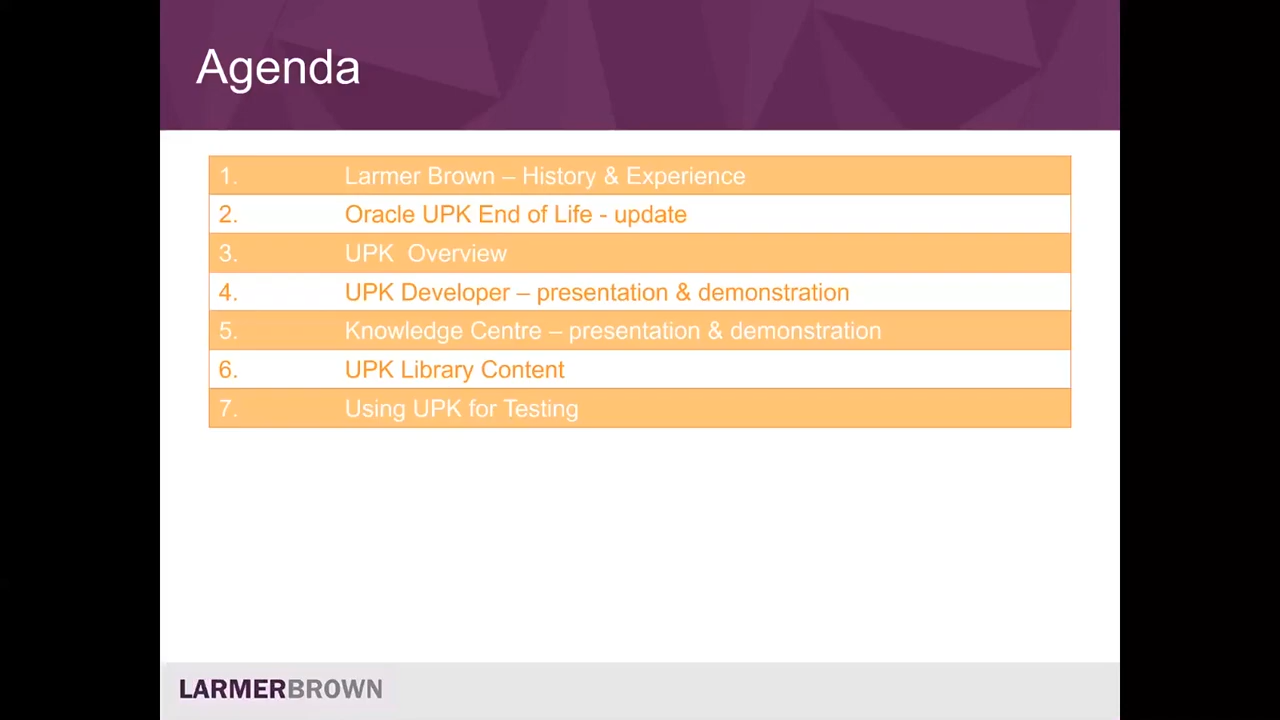 Agenda
1. Larmer Brown – History & Experience
2. Oracle UPK End of Life - update
3. UPK  Overview
4. UPK Developer – presentation & demonstration
5. Knowledge Centre – presentation & demonstration
6. UPK Library Content
7. Using UPK for Testing
LARMERBROWN